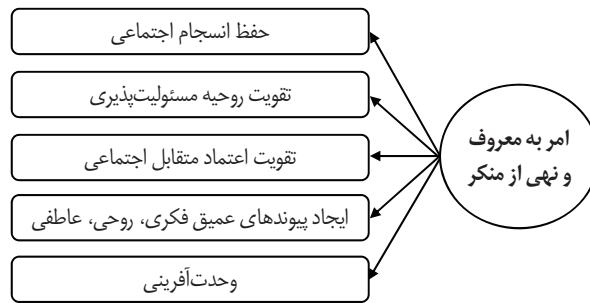 امر به معروف
و نهی از منکر
حفظ انسجام اجتماعی
تقویت روحیه مسئولیت‌پذیری
تقویت اعتماد متقابل اجتماعی
ایجاد پیوندهای عمیق فکری، روحی، عاطفی
وحدت‌آفرینی